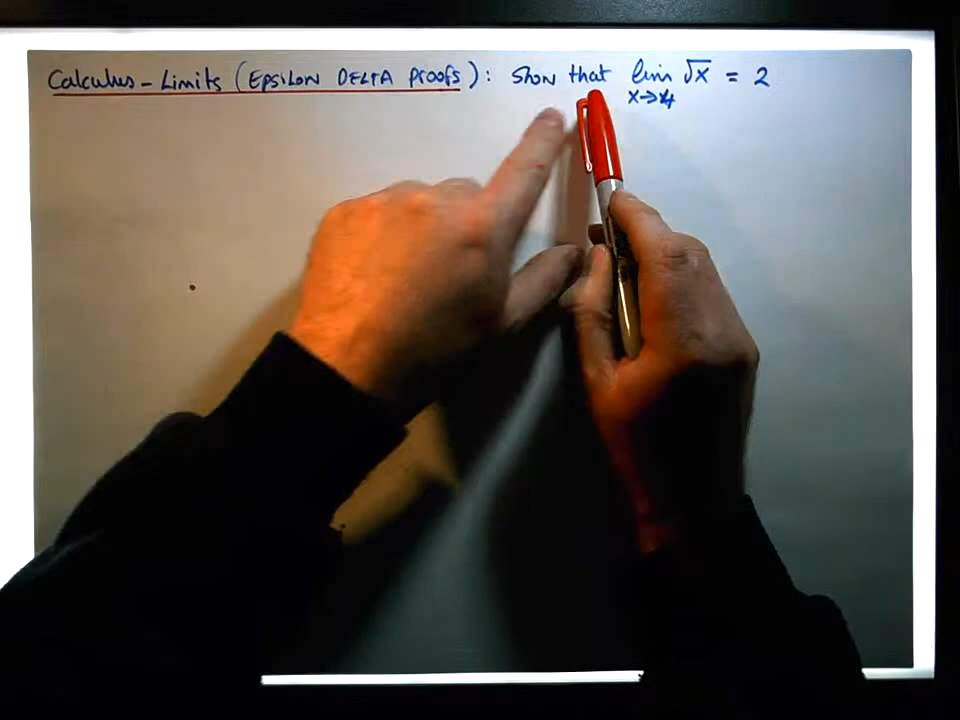 Calculus - Limits (EPSILON DELTA PROOFS): Show that lim √x = 2
x→4